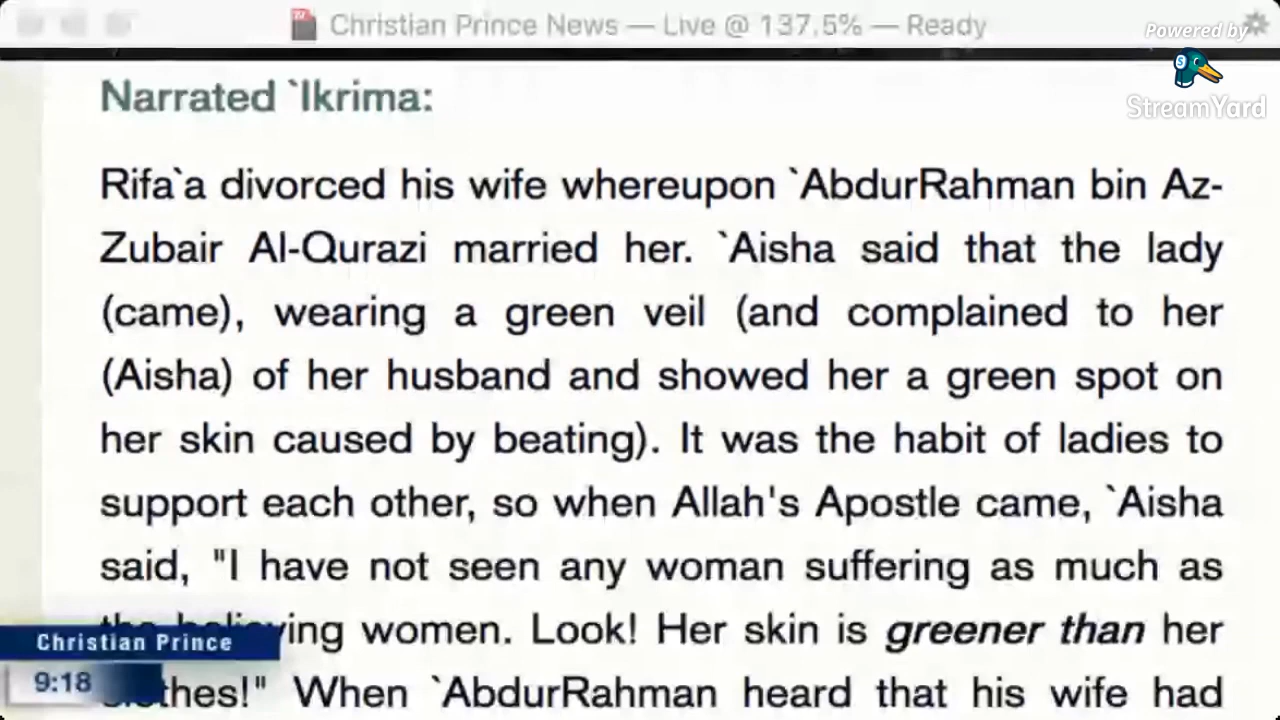 Christian Prince News — Live @ 137.5% — Ready
Powered by
StreamYard
Narrated `Ikrima:
Rifa`a divorced his wife whereupon `AbdurRahman bin Az-
Zubair Al-Qurazi married her. `Aisha said that the lady
(came), wearing a green veil (and complained to her
(Aisha) of her husband and showed her a green spot on
her skin caused by beating). It was the habit of ladies to
support each other, so when Allah's Apostle came, `Aisha
said, "I have not seen any woman suffering as much as
the believing women. Look! Her skin is greener than her
clothes!" When `AbdurRahman heard that his wife had
Christian Prince
9:18